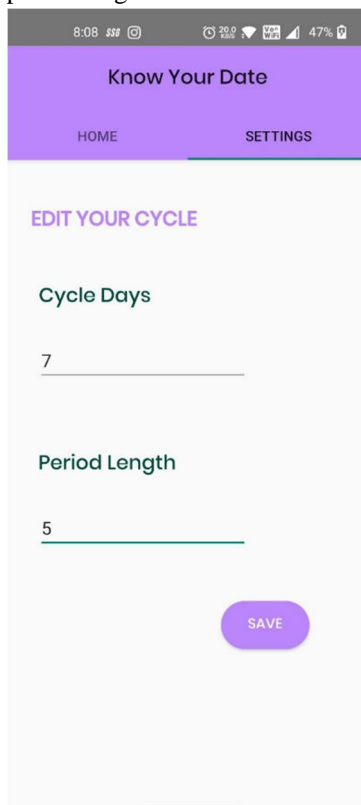 8:08 47%
Know Your Date
HOME SETTINGS
EDIT YOUR CYCLE
Cycle Days
7
Period Length
5
SAVE